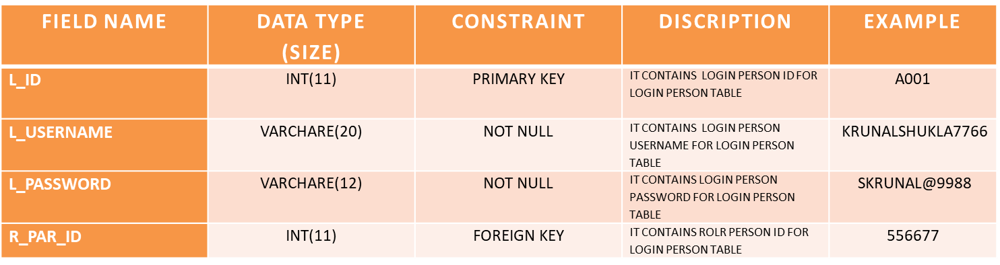 FIELD NAME DATA TYPE CONSTRAINT DISCRIPTION EXAMPLE
(SIZE)
L_ID INT(11) PRIMARY KEY IT CONTAINS LOGIN PERSON ID FOR A001
LOGIN PERSON TABLE
L_USERNAME VARCHARE(20) NOT NULL IT CONTAINS LOGIN PERSON KRUNALSHUKLA7766
USERNAME FOR LOGIN PERSON
TABLE
L_PASSWORD VARCHARE(12) NOT NULL IT CONTAINS LOGIN PERSON SKRUNAL@9988
PASSWORD FOR LOGIN PERSON
TABLE
R_PAR_ID INT(11) FOREIGN KEY IT CONTAINS ROLR PERSON ID FOR 556677
LOGIN PERSON TABLE